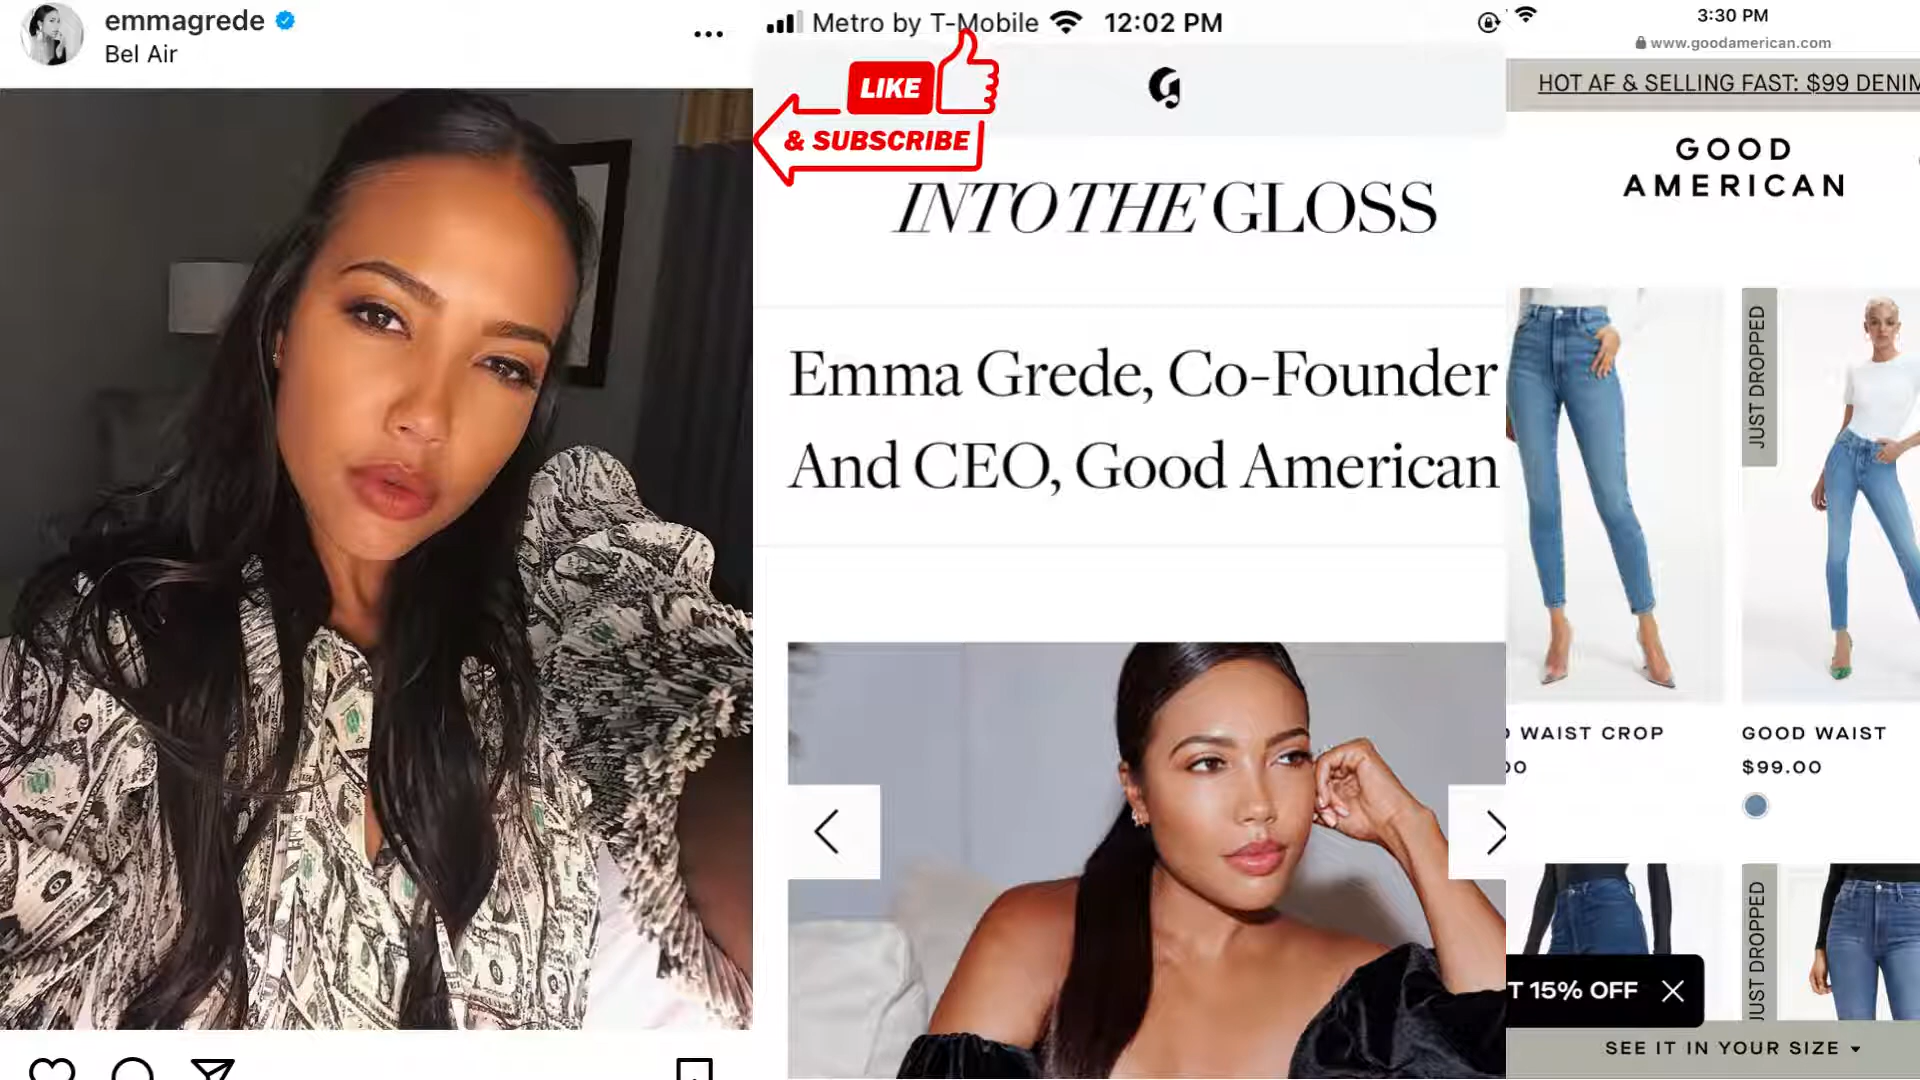 emmagrede
Bel Air
Metro by T-Mobile 12:02 PM
LIKE
& SUBSCRIBE
INTO THE GLOSS
Emma Grede, Co-Founder
And CEO, Good American
3:30 PM
www.goodamerican.com
HOT AF & SELLING FAST: $99 DENIM
GOOD
AMERICAN
JUST DROPPED
WAIST CROP
00
GOOD WAIST
$99.00
JUST DROPPED
T 15% OFF
SEE IT IN YOUR SIZE